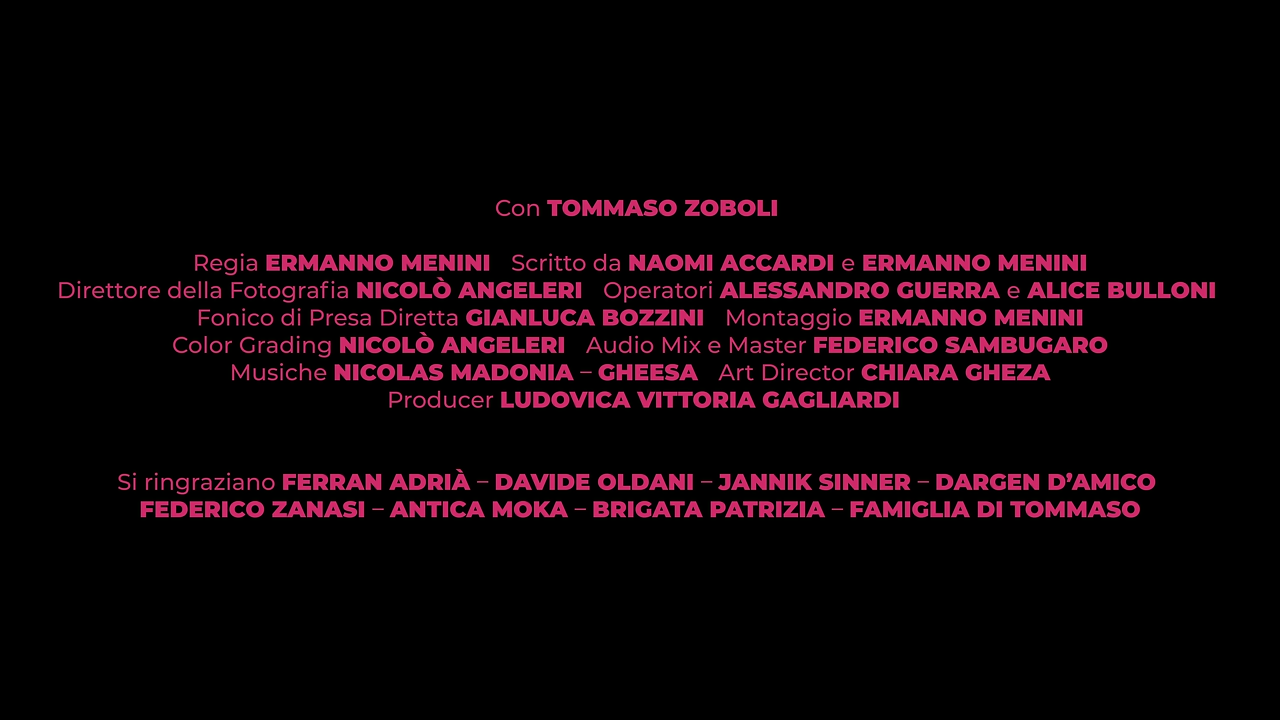 Con TOMMASO ZOBOLI
Regia ERMANNO MENINI Scritto da NAOMI ACCARDI e ERMANNO MENINI
Direttore della Fotografia NICOLÒ ANGELERI Operatori ALESSANDRO GUERRA e ALICE BULLONI
Fonico di Presa Diretta GIANLUCA BOZZINI Montaggio ERMANNO MENINI
Color Grading NICOLÒ ANGELERI Audio Mix e Master FEDERICO SAMBUGARO
Musiche NICOLAS MADONIA – GHEESA Art Director CHIARA GHEZA
Producer LUDOVICA VITTORIA GAGLIARDI
Si ringraziano FERRAN ADRIÀ – DAVIDE OLDANI – JANNIK SINNER – DARGEN D’AMICO
FEDERICO ZANASI – ANTICA MOKA – BRIGATA PATRIZIA – FAMIGLIA DI TOMMASO